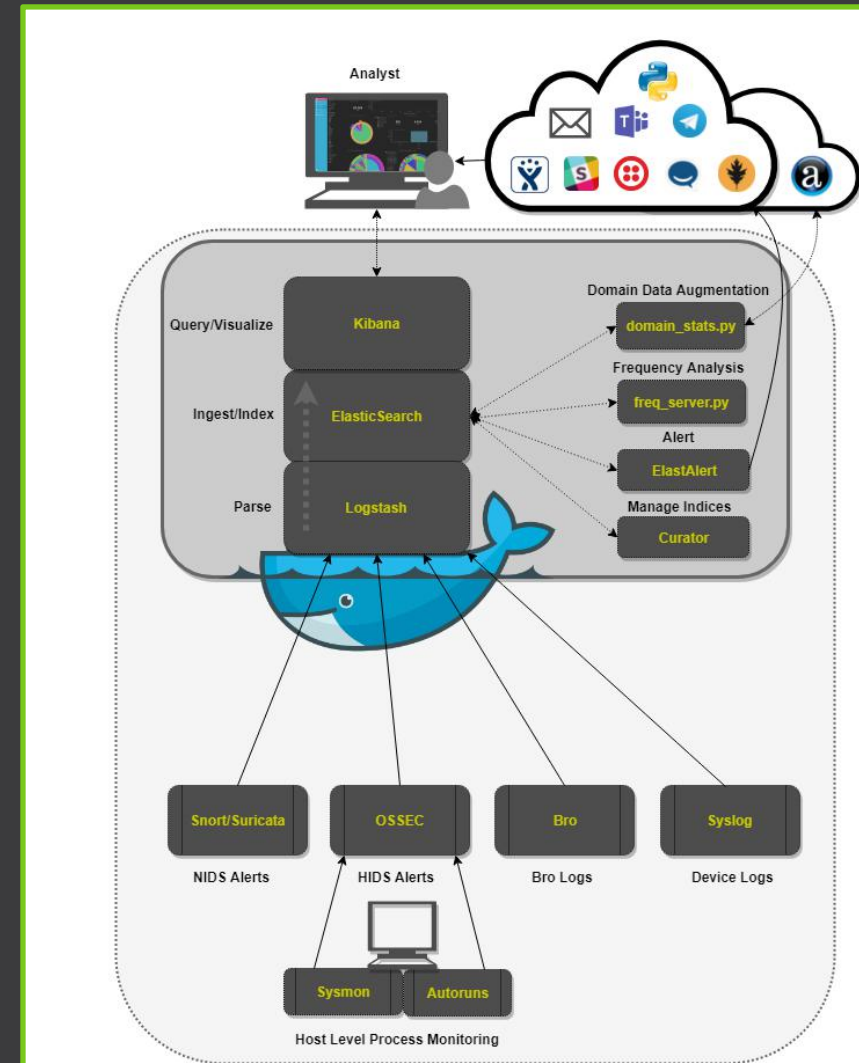 Analyst
T
S
a
Domain Data Augmentation
Query/Visualize
Kibana
domain_stats.py
Frequency Analysis
Ingest/Index
ElasticSearch
freq_server.py
Alert
ElastAlert
Parse
Logstash
Manage Indices
Curator
Snort/Suricata
OSSEC
Bro
Syslog
NIDS Alerts
HIDS Alerts
Bro Logs
Device Logs
Sysmon
Autoruns
Host Level Process Monitoring